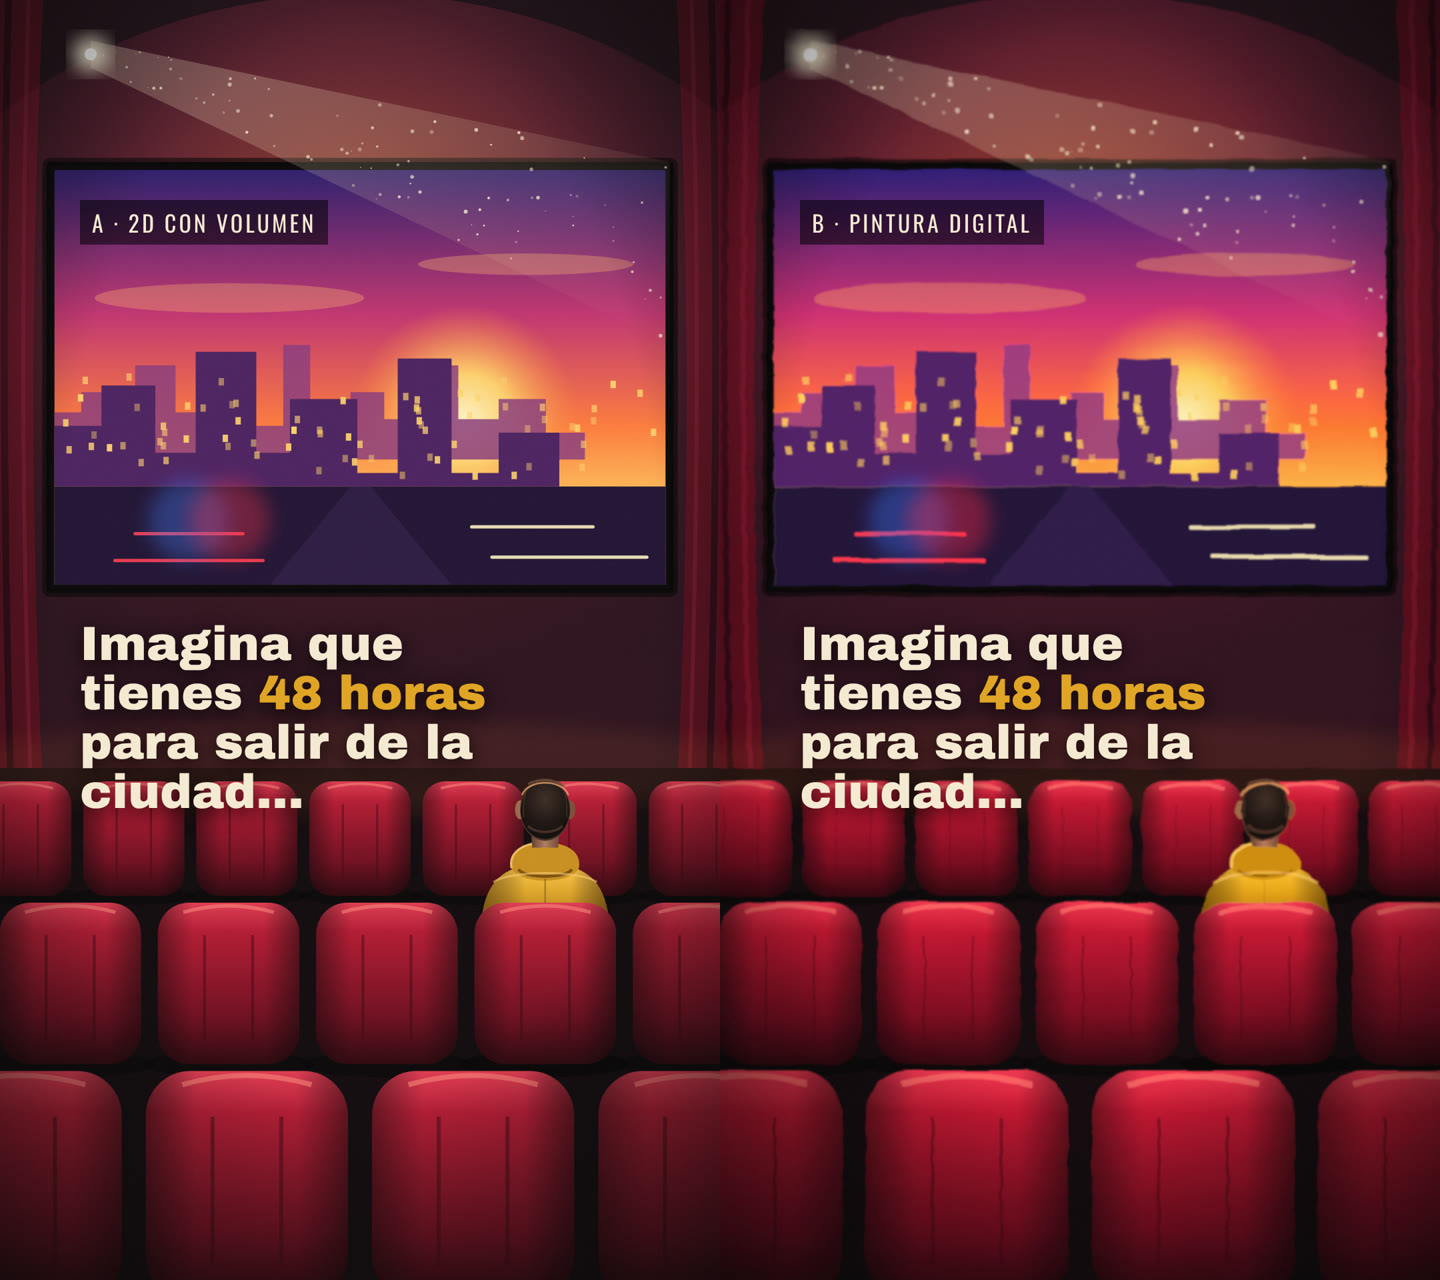 A · 2D CON VOLUMEN
Imagina que
tienes 48 horas
para salir de la
ciudad...
B · PINTURA DIGITAL
Imagina que
tienes 48 horas
para salir de la
ciudad...